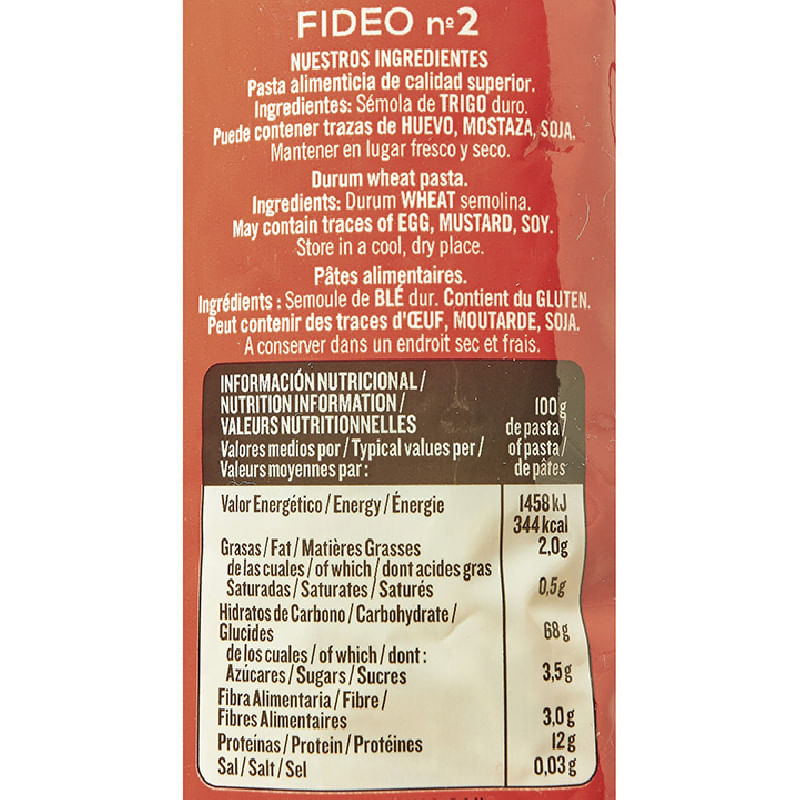 FIDEO nº2
NUESTROS INGREDIENTES
Pasta alimenticia de calidad superior.
Ingredientes: Sémola de TRIGO duro.
Puede contener trazas de HUEVO, MOSTAZA, SOJA.
Mantener en lugar fresco y seco.
Durum wheat pasta.
Ingredients: Durum WHEAT semolina.
May contain traces of EGG, MUSTARD, SOY.
Store in a cool, dry place.
Pâtes alimentaires.
Ingrédients : Semoule de BLÉ dur. Contient du GLUTEN.
Peut contenir des traces d'ŒUF, MOUTARDE, SOJA.
A conserver dans un endroit sec et frais.
INFORMACIÓN NUTRICIONAL /
NUTRITION INFORMATION /
VALEURS NUTRITIONNELLES
Valores medios por / Typical values per /
Valeurs moyennes par:
100 g
de pasta/
of pasta/
de pâtes
Valor Energético / Energy / Énergie 1458 kJ
344 kcal
Grasas / Fat / Matières Grasses 2,0g
de las cuales / of which / dont acides gras
Saturadas / Saturates / Saturés 0,5g
Hidratos de Carbono / Carbohydrate /
Glucides 68g
de los cuales / of which / dont:
Azúcares / Sugars / Sucres 3,5g
Fibra Alimentaria / Fibre /
Fibres Alimentaires 3,0g
Proteínas / Protein / Protéines 12g
Sal / Salt / Sel 0,03g